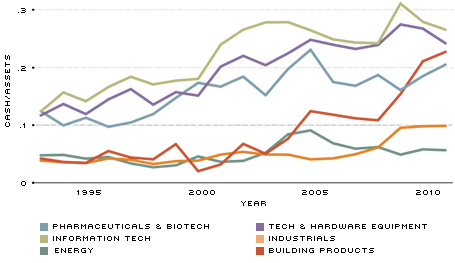 .3
.2
.1
0
CASH/ASSETS
1995 2000 2005 2010
YEAR
PHARMACEUTICALS & BIOTECH TECH & HARDWARE EQUIPMENT
INFORMATION TECH INDUSTRIALS
ENERGY BUILDING PRODUCTS